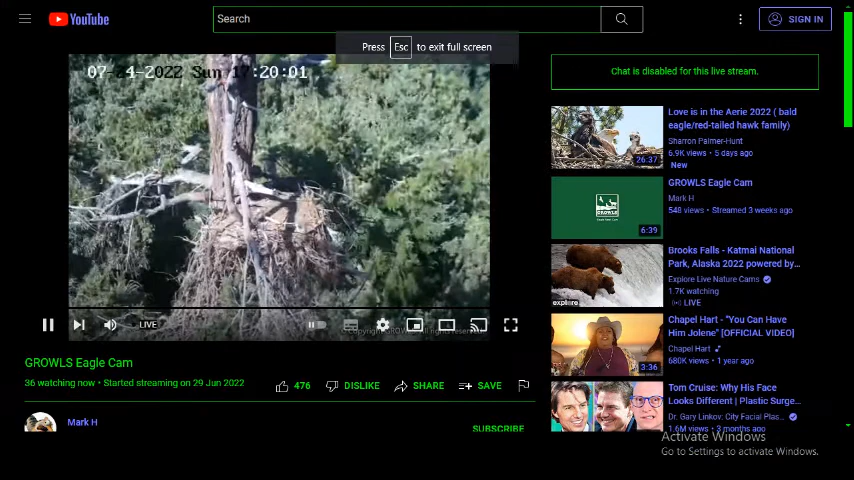 YouTube
Search
SIGN IN
Press Esc to exit full screen
07-24-2022 Sun 17:20:01
LIVE
GROWLS Eagle Cam
36 watching now • Started streaming on 29 Jun 2022
476
DISLIKE
SHARE
SAVE
Mark H
SUBSCRIBE
Chat is disabled for this live stream.
26:37
Love is in the Aerie 2022 ( bald
eagle/red-tailed hawk family)
Sharron Palmer-Hunt
6.9K views • 5 days ago
New
GROWLS
6:39
GROWLS Eagle Cam
Mark H
548 views • Streamed 3 weeks ago
explore
Brooks Falls - Katmai National
Park, Alaska 2022 powered by...
Explore Live Nature Cams
1.7K watching
LIVE
3:36
Chapel Hart - "You Can Have
Him Jolene" [OFFICIAL VIDEO]
Chapel Hart
680K views • 1 year ago
Tom Cruise: Why His Face
Looks Different | Plastic Surge...
Dr. Gary Linkov: City Facial Plas...
1.6M views • 3 months ago
Activate Windows
Go to Settings to activate Windows.